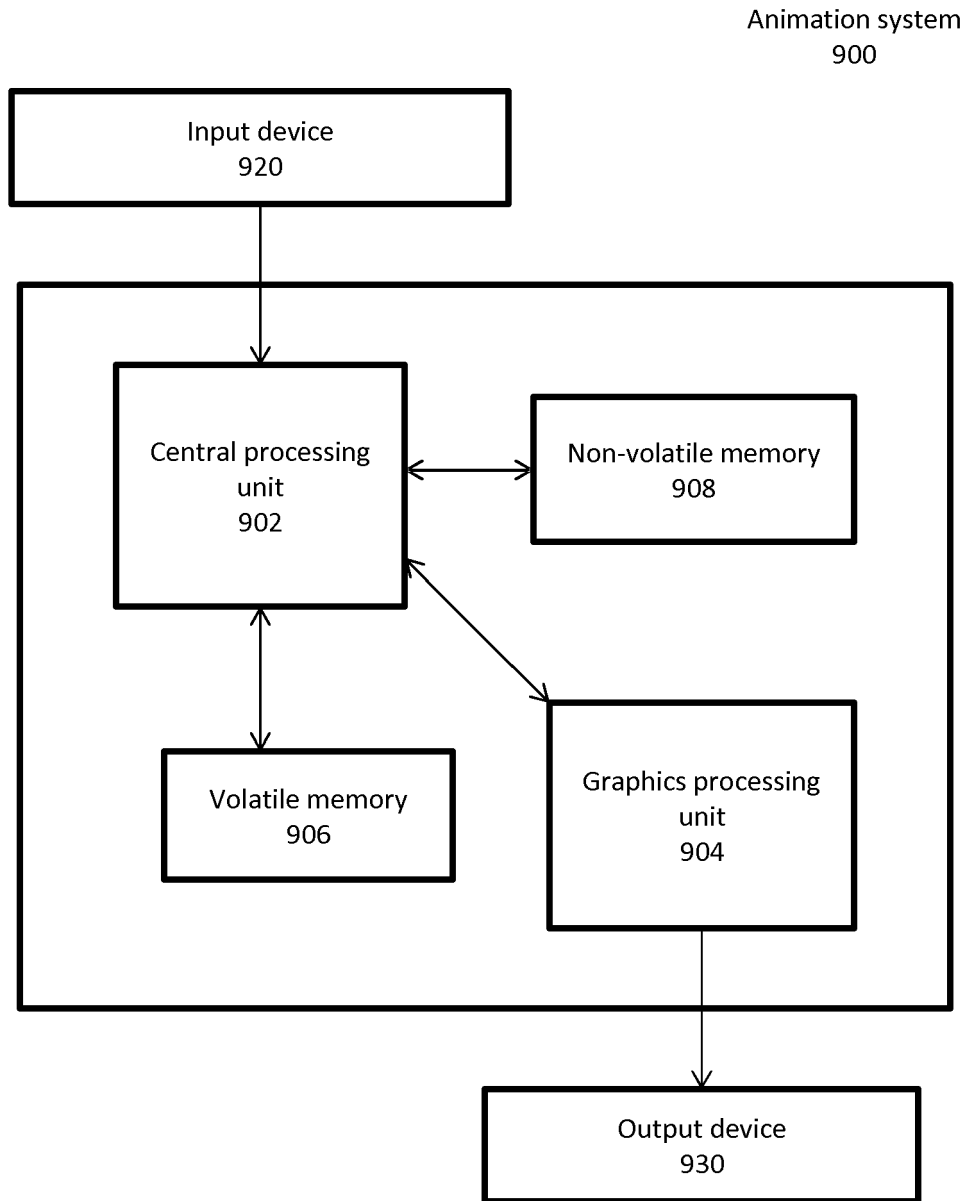 Animation system
900
Input device
920
Central processing
unit
902
Non-volatile memory
908
Volatile memory
906
Graphics processing
unit
904
Output device
930